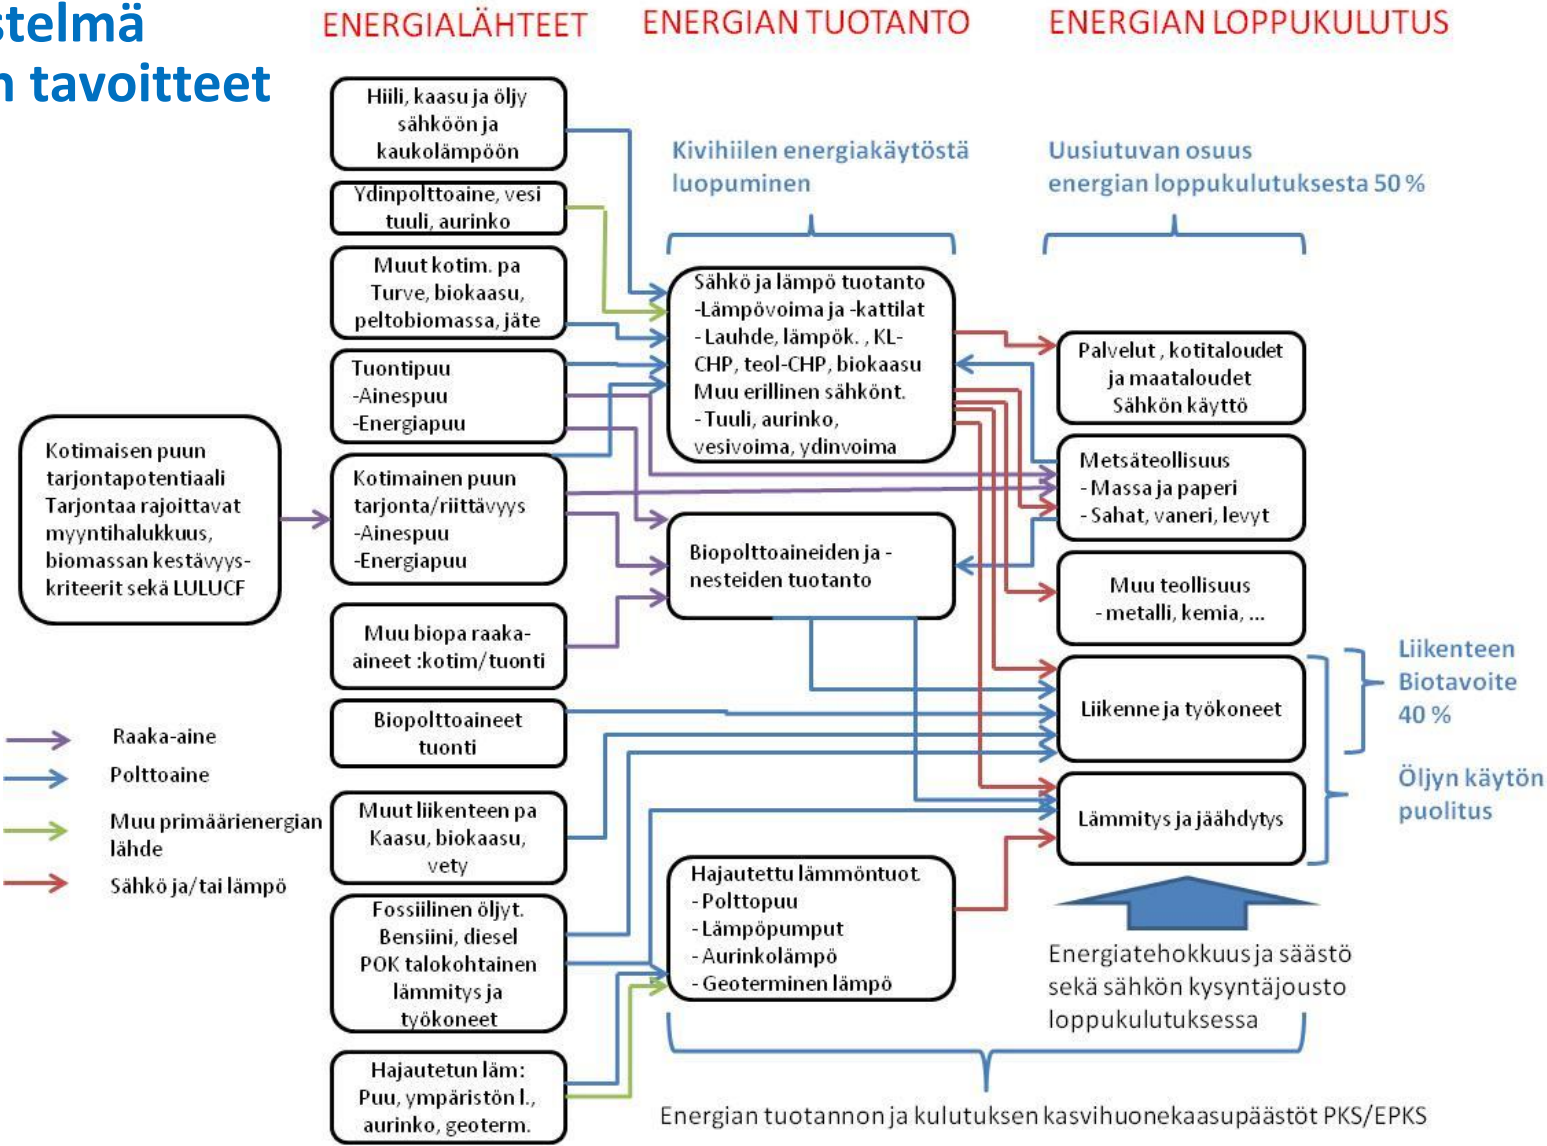 stelmä
n tavoitteet
ENERGIALÄHTEET
ENERGIAN TUOTANTO
ENERGIAN LOPPUKULUTUS
Kotimaisen puun
tarjontapotentiaali
Tarjontaa rajoittavat
myyntihalukkuus,
biomassan kestävyys-
kriteerit sekä LULUCF
Raaka-aine
Polttoaine
Muu primäärienergian
lähde
Sähkö ja/tai lämpö
Hiili, kaasu ja öljy
sähköön ja
kaukolämpöön
Ydinpolttoaine, vesi
tuuli, aurinko
Muut kotim. pa
Turve, biokaasu,
peltobiomassa, jäte
Tuontipuu
-Ainespuu
-Energiapuu
Kotimainen puun
tarjonta/riittävyys
-Ainespuu
-Energiapuu
Muu biopa raaka-
aineet :kotim/tuonti
Biopolttoaineet
tuonti
Muut liikenteen pa
Kaasu, biokaasu,
vety
Fossiilinen öljyt.
Bensiini, diesel
POK talokohtainen
lämmitys ja
työkoneet
Hajautetun läm:
Puu, ympäristön l.,
aurinko, geoterm.
Kivihiilen energiakäytöstä
luopuminen
Sähkö ja lämpö tuotanto
-Lämpövoima ja -kattilat
- Lauhde, lämpök. , KL-
CHP, teol-CHP, biokaasu
Muu erillinen sähkönt.
- Tuuli, aurinko,
vesivoima, ydinvoima
Biopolttoaineiden ja -
nesteiden tuotanto
Hajautettu lämmöntuot.
- Polttopuu
- Lämpöpumput
- Aurinkolämpö
- Geoterminen lämpö
Uusiutuvan osuus
energian loppukulutuksesta 50 %
Palvelut , kotitaloudet
ja maataloudet
Sähkön käyttö
Metsäteollisuus
- Massa ja paperi
- Sahat, vaneri, levyt
Muu teollisuus
- metalli, kemia, ...
Liikenne ja työkoneet
Lämmitys ja jäähdytys
Liikenteen
Biotavoite
40 %
Öljyn käytön
puolitus
Energiatehokkuus ja säästö
sekä sähkön kysyntäjousto
loppukulutuksessa
Energian tuotannon ja kulutuksen kasvihuonekaasupäästöt PKS/EPKS